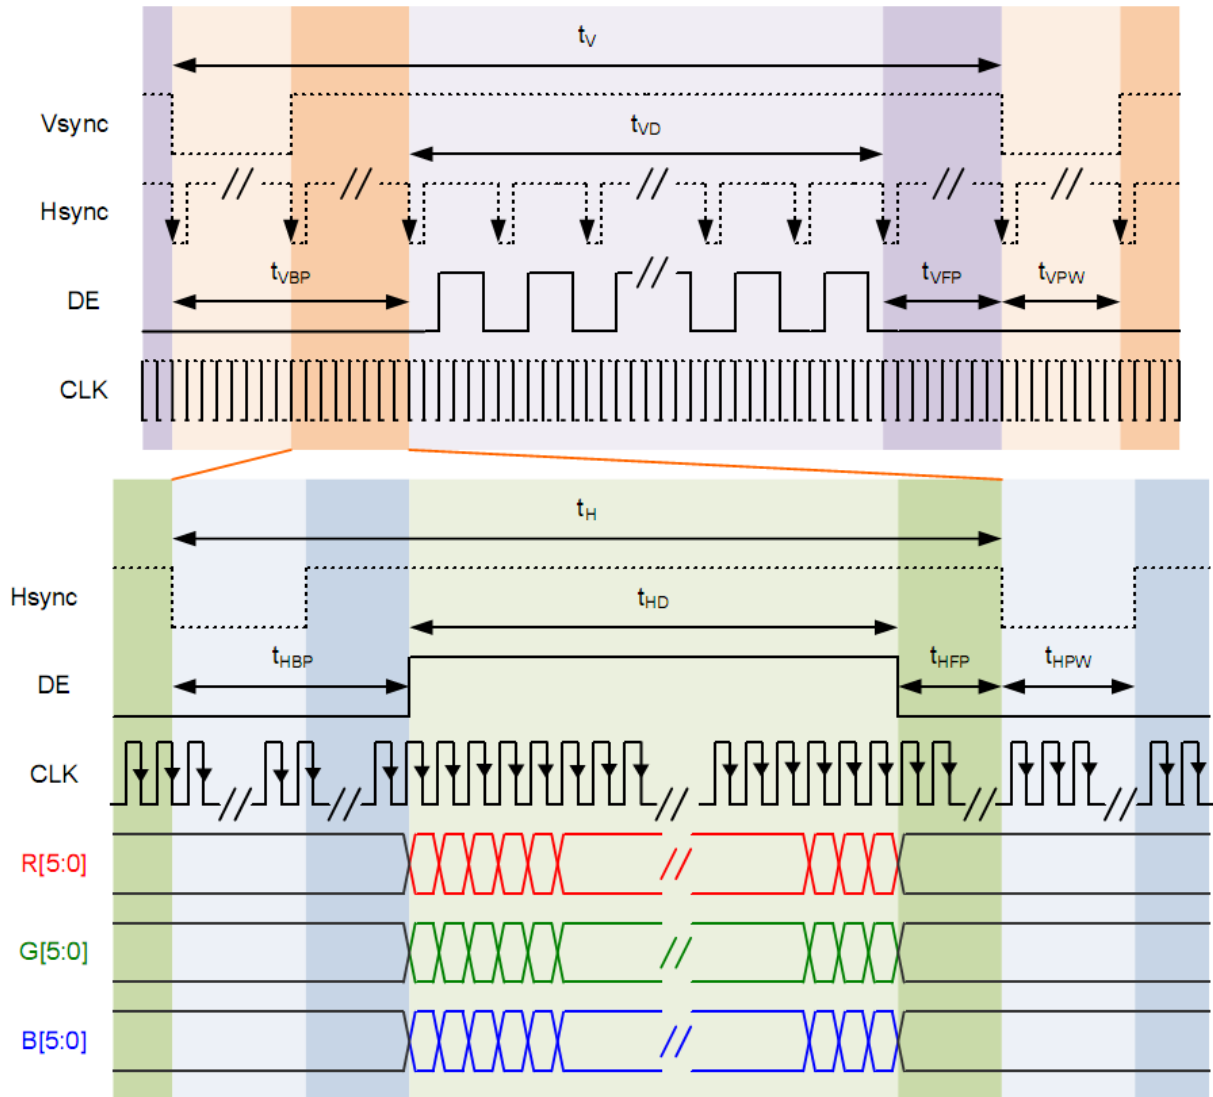 tV
Vsync
tVD
Hsync
tVBP
tVFP
tVPW
DE
CLK
tH
Hsync
tHD
tHBP
tHFP
tHPW
DE
CLK
R[5:0]
G[5:0]
B[5:0]